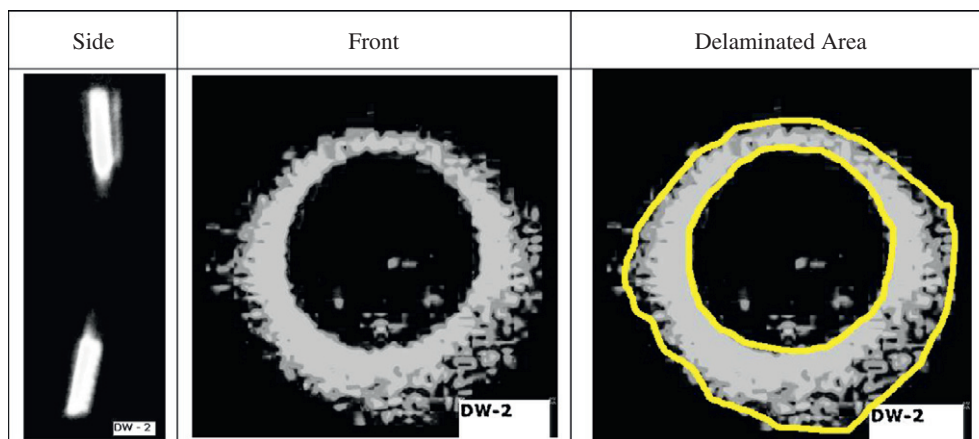 Side
Front
Delaminated Area
DW - 2
DW-2
DW-2